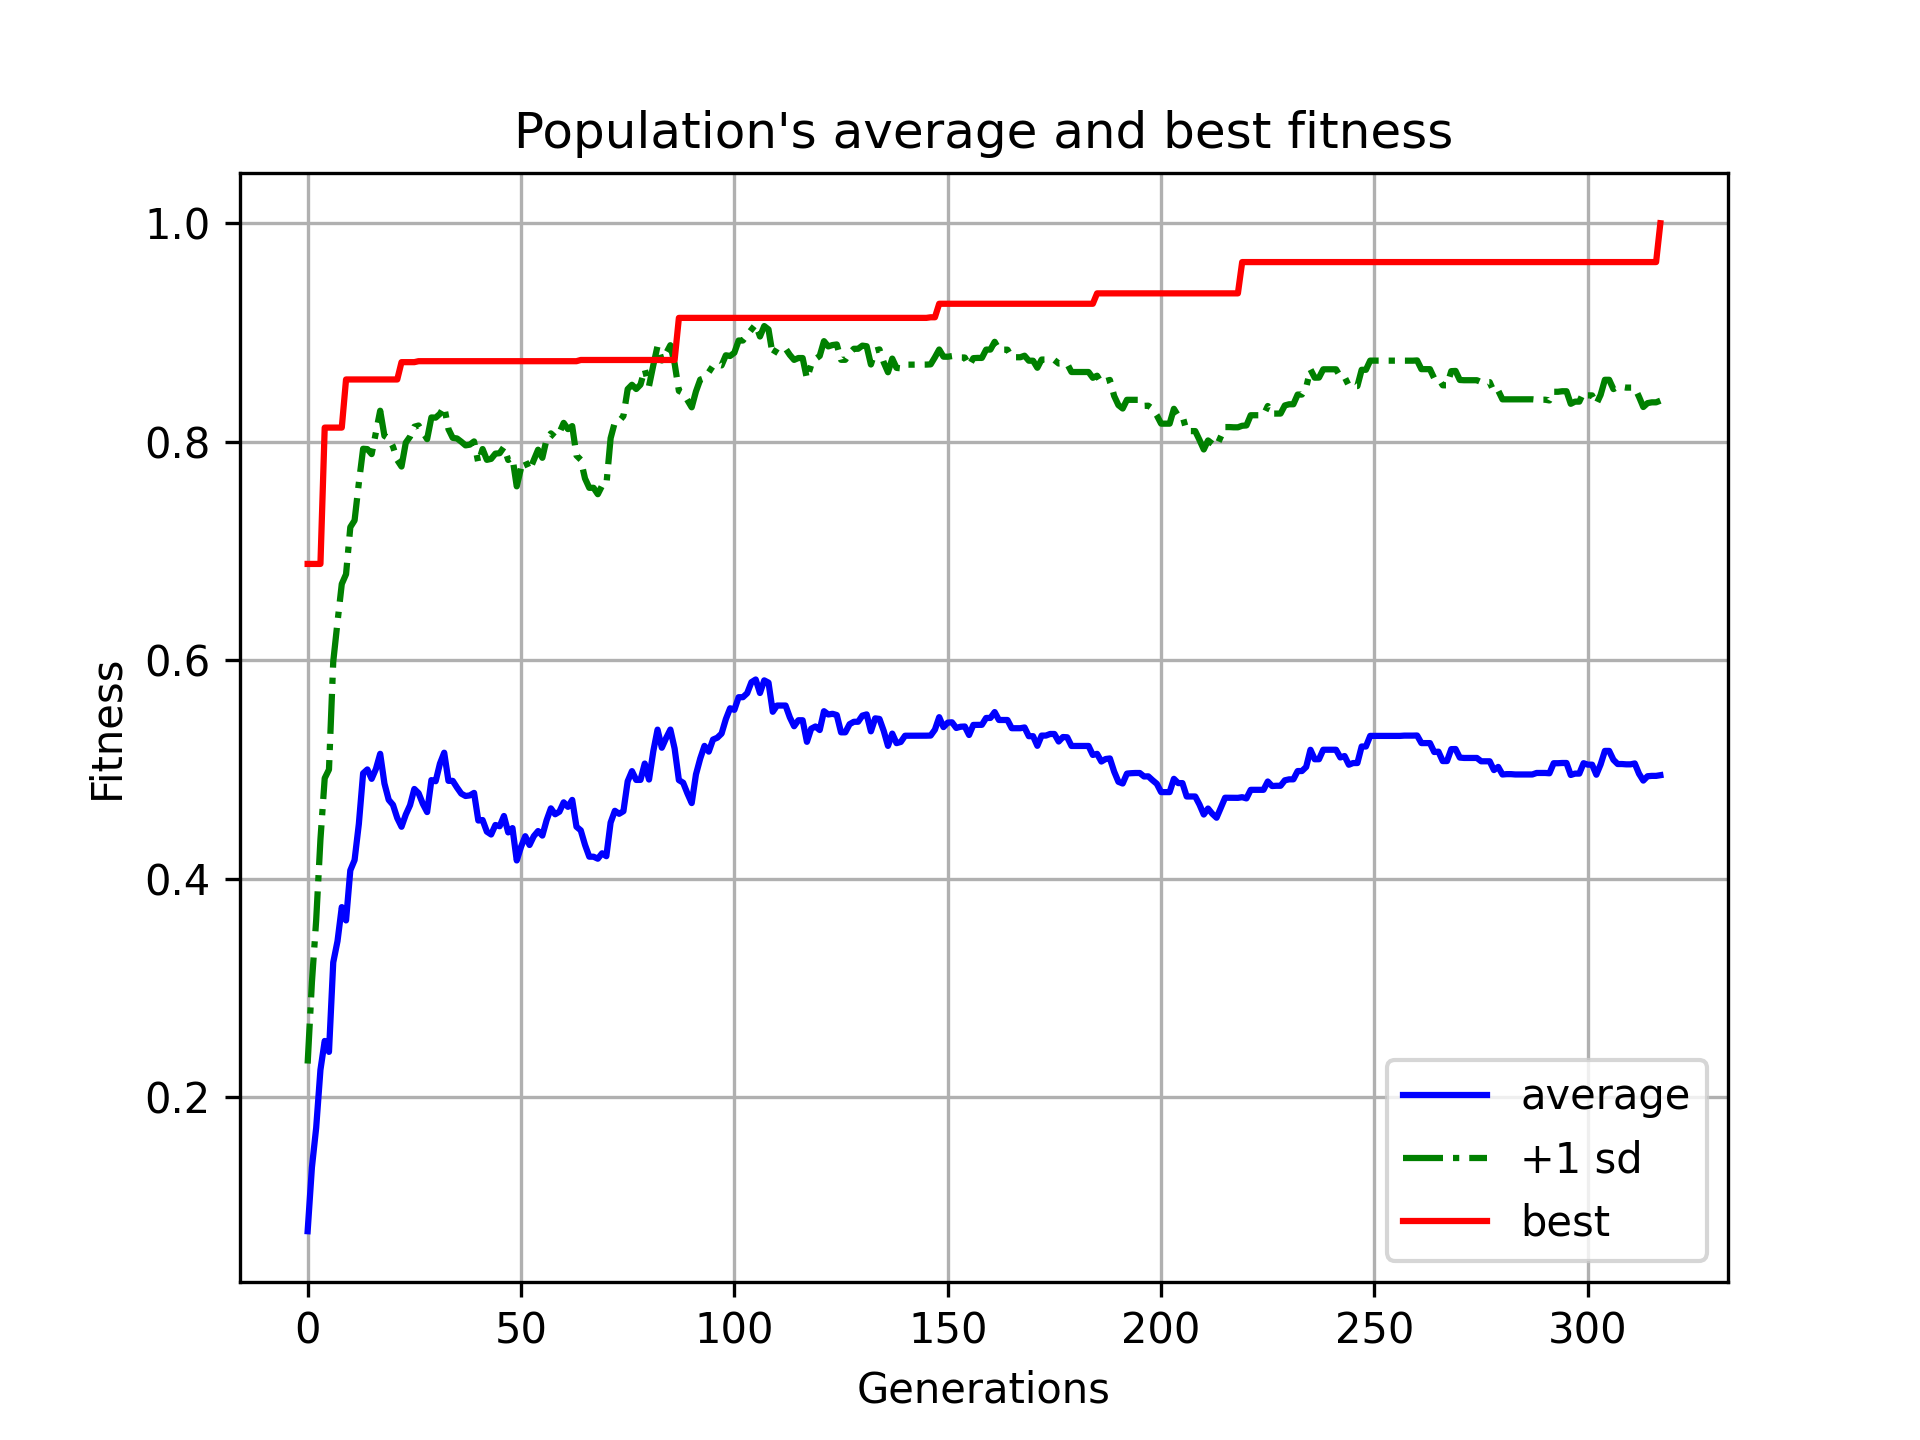 Population's average and best fitness
1.0
0.8
0.6
0.4
0.2
Fitness
average
+1 sd
best
0 50 100 150 200 250 300
Generations